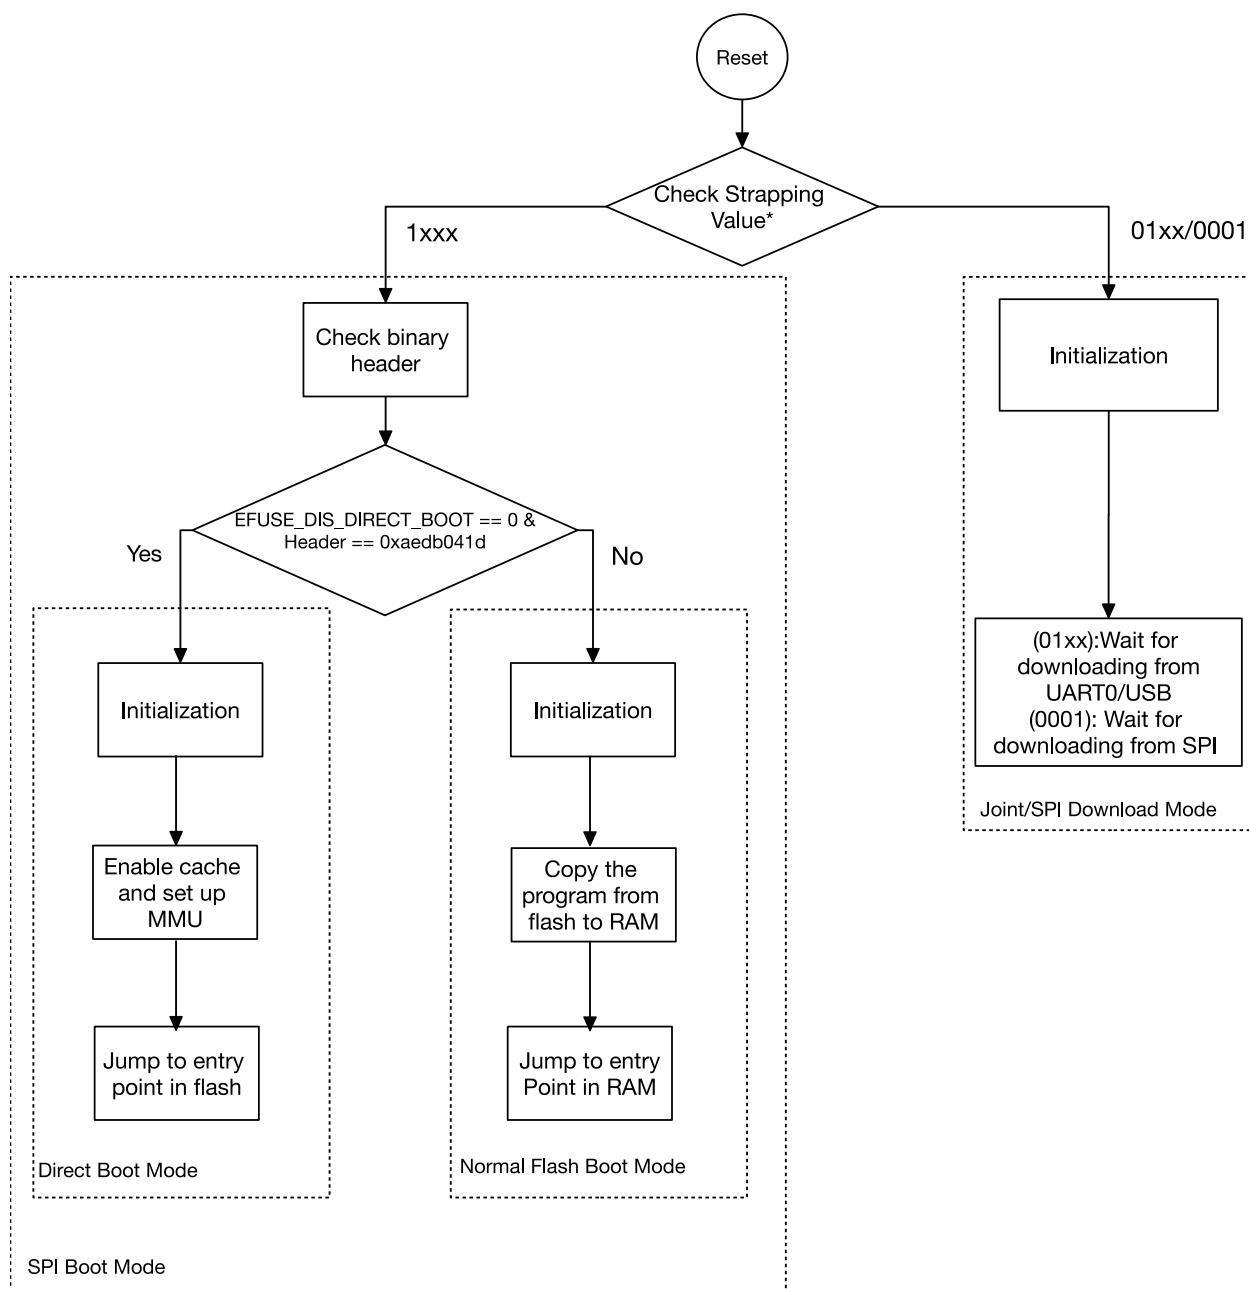 Reset
Check Strapping
Value*
1xxx
01xx/0001
Check binary
header
Initialization
EFUSE_DIS_DIRECT_BOOT == 0 &
Header == 0xaedb041d
Yes
No
Initialization
Initialization
(01xx):Wait for
downloading from
UART0/USB
(0001): Wait for
downloading from SPI
Joint/SPI Download Mode
Enable cache
and set up
MMU
Copy the
program from
flash to RAM
Jump to entry
point in flash
Jump to entry
Point in RAM
Direct Boot Mode
Normal Flash Boot Mode
SPI Boot Mode